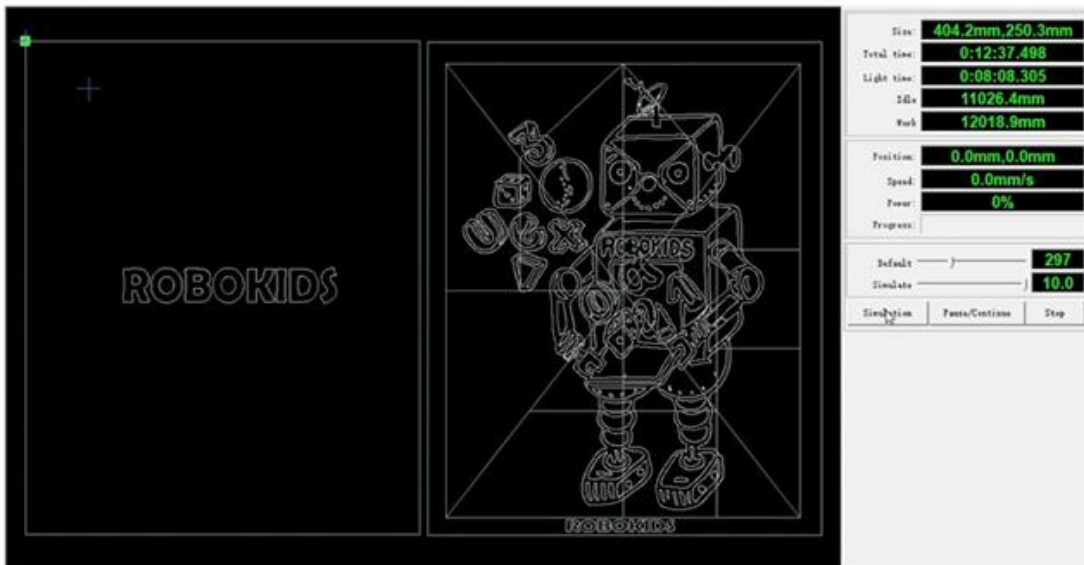 ROBOKIDS
ROBOKIDS
ROBOKIDS
Size: 404.2mm,250.3mm
Total time: 0:12:37.498
Light time: 0:08:08.305
Idle 11026.4mm
Work 12018.9mm
Position: 0.0mm,0.0mm
Speed: 0.0mm/s
Power: 0%
Progress:
Default 297
Simulate 10.0
Simulation Pause/Continue Stop